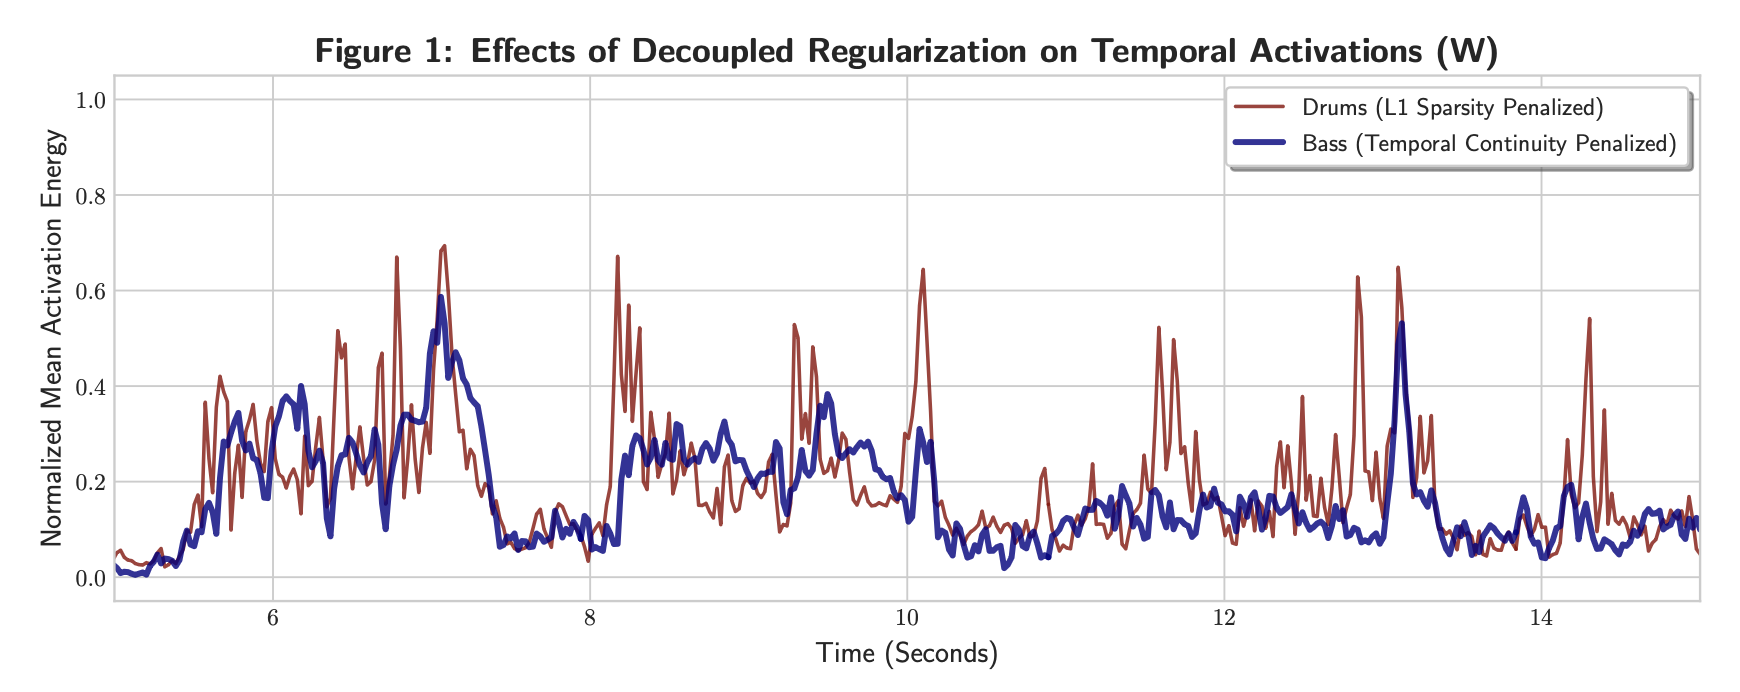 Figure 1: Effects of Decoupled Regularization on Temporal Activations (W)
Drums (L1 Sparsity Penalized)
Bass (Temporal Continuity Penalized)
Normalized Mean Activation Energy
1.0
0.8
0.6
0.4
0.2
0.0
6 8 10 12 14
Time (Seconds)